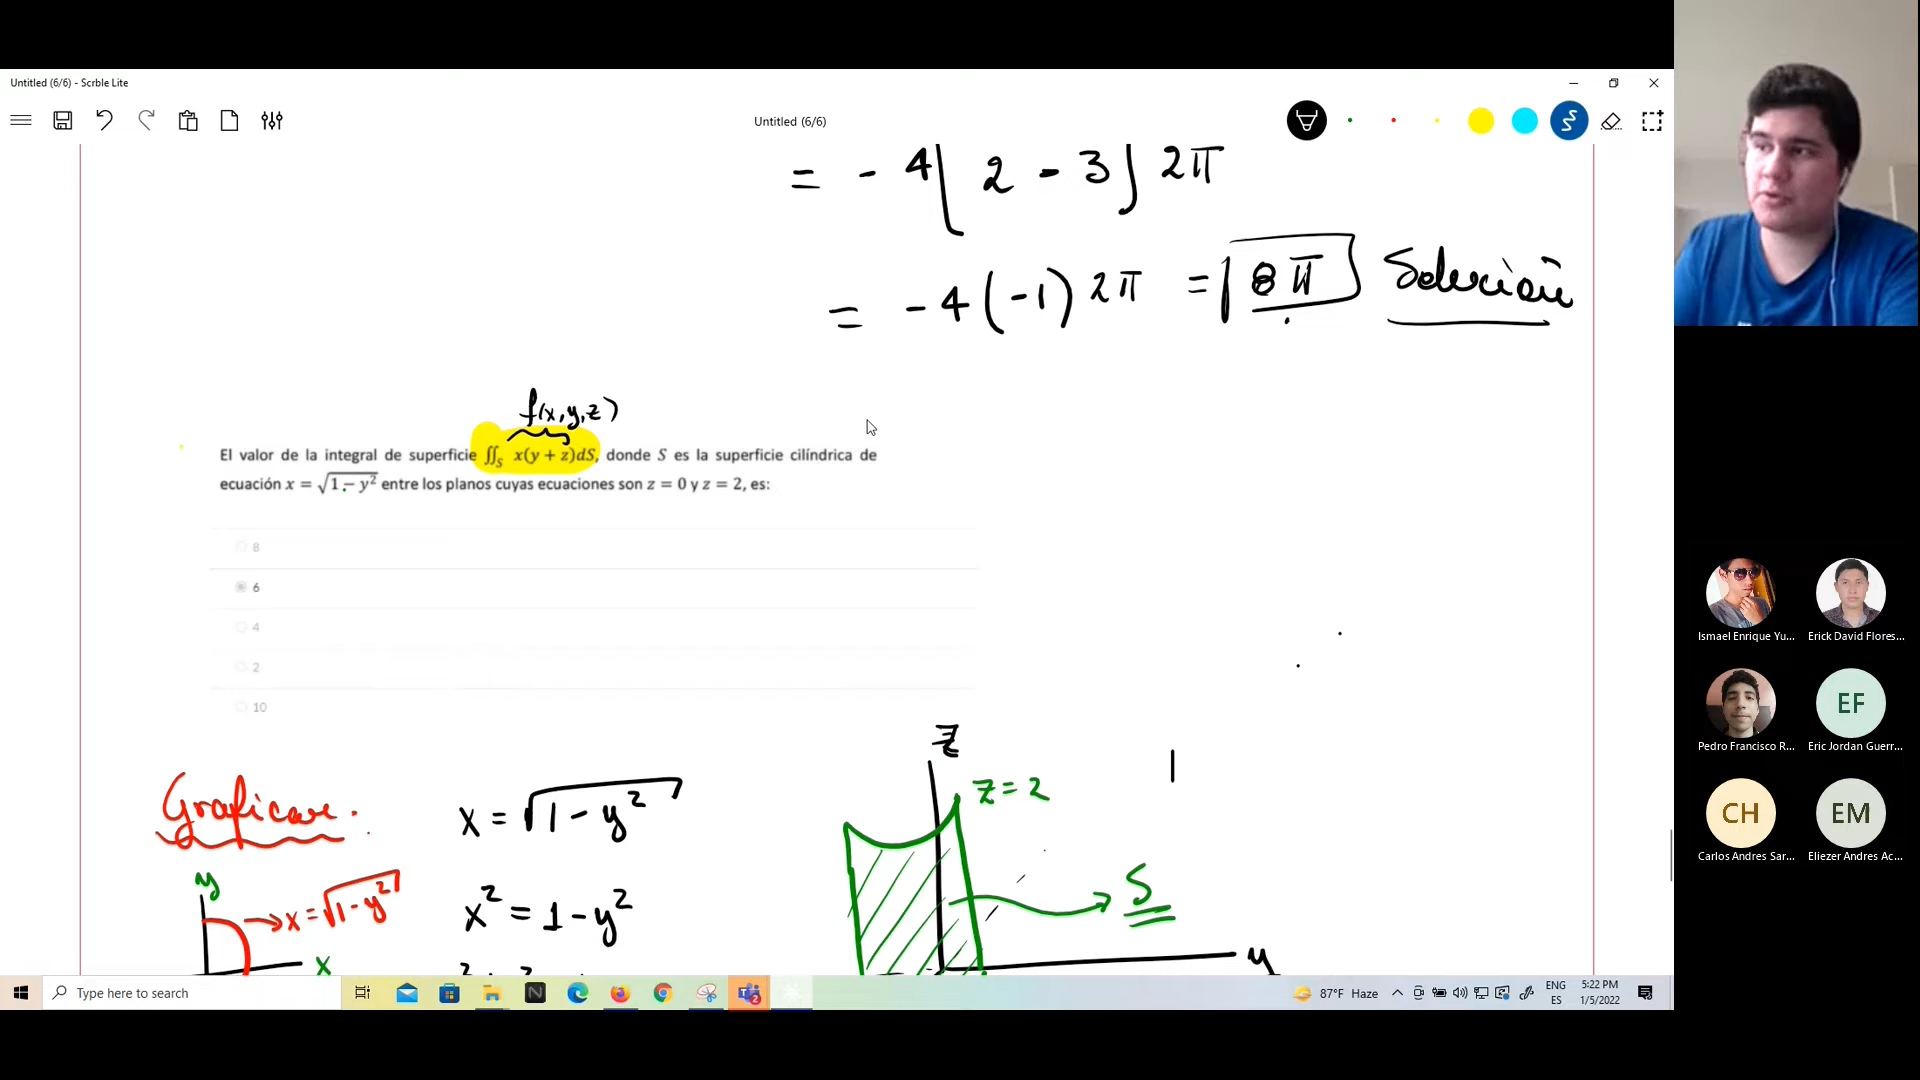 Untitled (6/6) - Scrble Lite
Untitled (6/6)
= - 4[ 2 - 3 ] 2π
= -4 (-1) 2π = 8π Solución
f(x,y,z)
El valor de la integral de superficie ∬_S x(y + z)dS, donde S es la superficie cilíndrica de
ecuación x = √(1 − y²) entre los planos cuyas ecuaciones son z = 0 y z = 2, es:
8
6
4
2
10
Graficar.
x = √(1 - y²)
x² = 1 - y²
y
→ x = √(1-y²)
x
z
z = 2
S
y
Type here to search
87°F Haze
ENG
ES
5:22 PM
1/5/2022
Ismael Enrique Yu...
Erick David Flores...
Pedro Francisco R...
EF
Eric Jordan Guerr...
CH
Carlos Andres Sar...
EM
Eliezer Andres Ac...